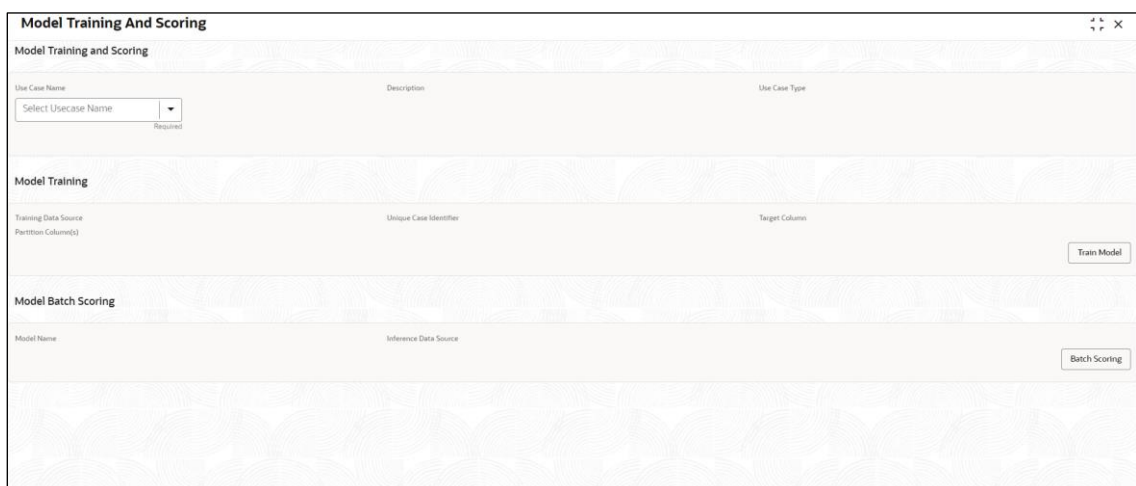 Model Training And Scoring
Model Training and Scoring
Use Case Name Description Use Case Type
Select Usecase Name
Required
Model Training
Training Data Source Unique Case Identifier Target Column
Partition Column(s)
Train Model
Model Batch Scoring
Model Name Inference Data Source
Batch Scoring